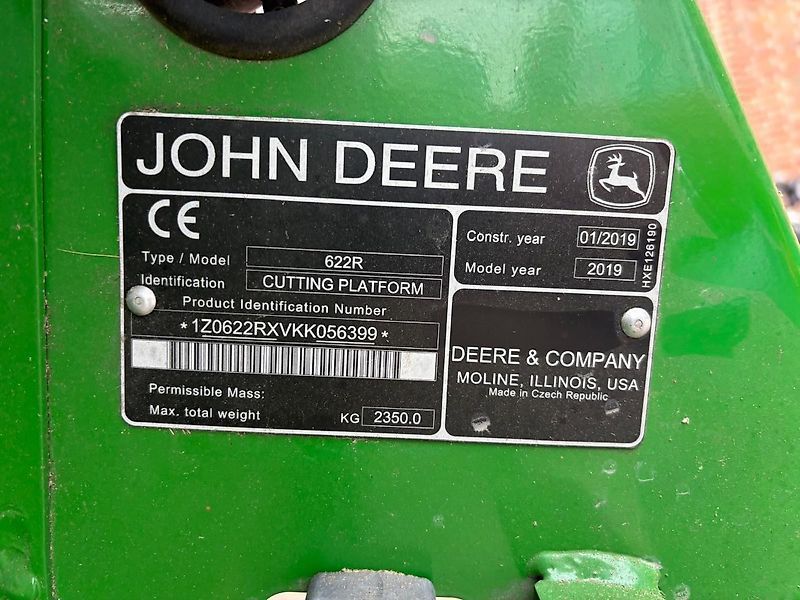 JOHN DEERE
CE
Type / Model 622R
Identification CUTTING PLATFORM
Product Identification Number
*1Z0622RXVKK056399*
Permissible Mass:
Max. total weight KG 2350.0
Constr. year 01/2019
Model year 2019
HXE126190
DEERE & COMPANY
MOLINE, ILLINOIS, USA
Made in Czech Republic